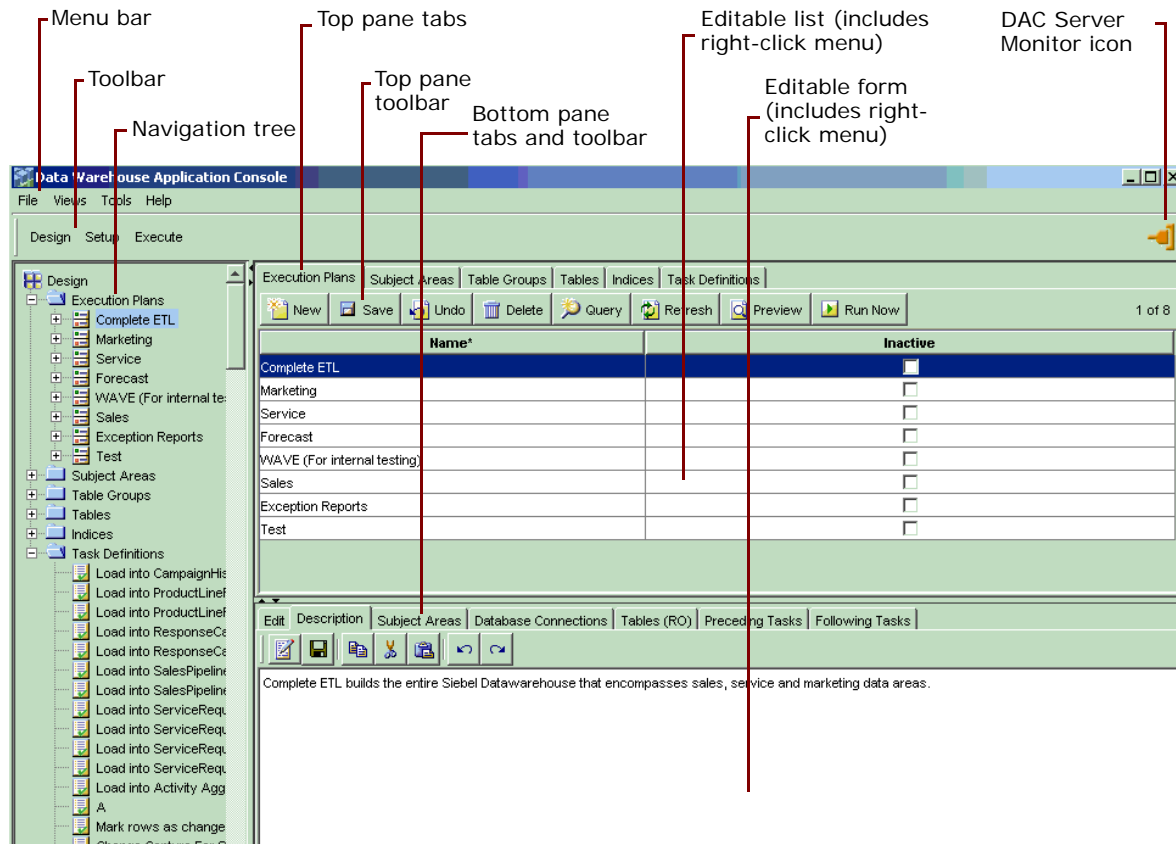 Menu bar
Top pane tabs
Editable list (includes
right-click menu)
DAC Server
Monitor icon
Toolbar
Top pane
toolbar
Editable form
(includes right-
click menu)
Navigation tree
Bottom pane
tabs and toolbar
Data Warehouse Application Console
File Views Tools Help
Design Setup Execute
Design
Execution Plans
Complete ETL
Marketing
Service
Forecast
WAVE (For internal te
Sales
Exception Reports
Test
Subject Areas
Table Groups
Tables
Indices
Task Definitions
Load into CampaignHis
Load into ProductLineF
Load into ProductLineF
Load into ResponseCa
Load into ResponseCa
Load into SalesPipeline
Load into SalesPipeline
Load into ServiceRequ
Load into ServiceRequ
Load into ServiceRequ
Load into ServiceRequ
Load into Activity Agg
A
Mark rows as change
Execution Plans Subject Areas Table Groups Tables Indices Task Definitions
New Save Undo Delete Query Refresh Preview Run Now 1 of 8
Name* Inactive
Complete ETL
Marketing
Service
Forecast
WAVE (For internal testing)
Sales
Exception Reports
Test
Edit Description Subject Areas Database Connections Tables (RO) Preceding Tasks Following Tasks
Complete ETL builds the entire Siebel Datawarehouse that encompasses sales, service and marketing data areas.